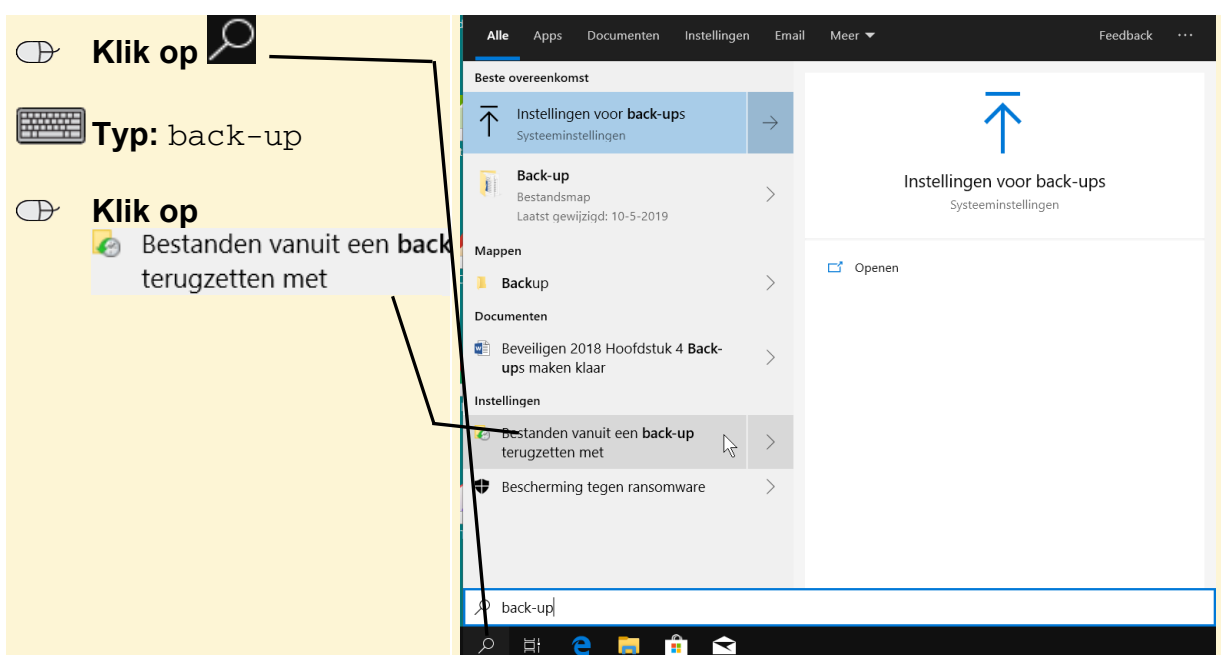 Klik op
Typ: back-up
Klik op
Bestanden vanuit een back
terugzetten met
Alle Apps Documenten Instellingen Email Meer Feedback ...
Beste overeenkomst
Instellingen voor back-ups
Systeeminstellingen
Back-up
Bestandsmap
Laatst gewijzigd: 10-5-2019
Mappen
Backup
Documenten
Beveiligen 2018 Hoofdstuk 4 Back-
ups maken klaar
Instellingen
Bestanden vanuit een back-up
terugzetten met
Bescherming tegen ransomware
Instellingen voor back-ups
Systeeminstellingen
Openen
back-up